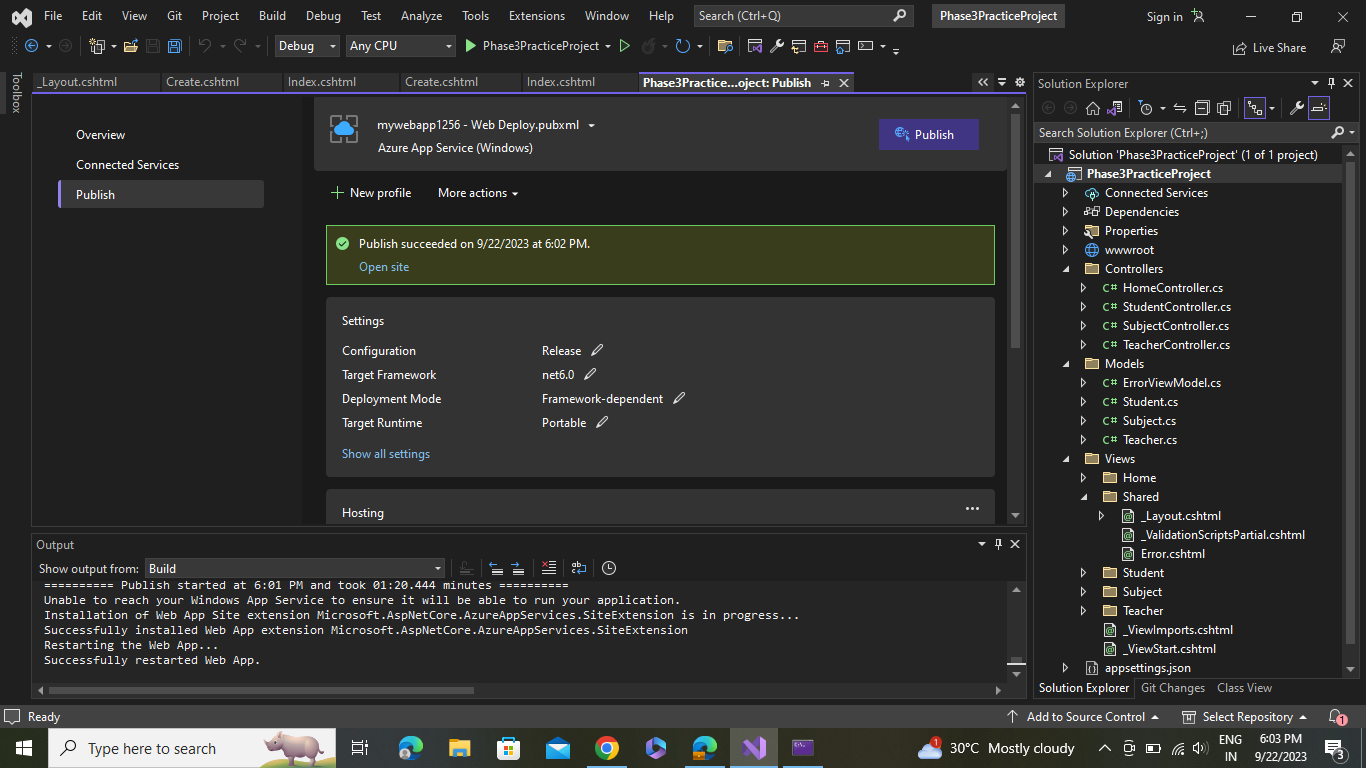 File Edit View Git Project Build Debug Test Analyze Tools Extensions Window Help Search (Ctrl+Q) Phase3PracticeProject Sign in
Debug Any CPU Phase3PracticeProject Live Share
Toolbox
_Layout.cshtml Create.cshtml Index.cshtml Create.cshtml Index.cshtml Phase3Practice...oject: Publish
Overview
Connected Services
Publish
mywebapp1256 - Web Deploy.pubxml
Azure App Service (Windows)
Publish
New profile More actions
Publish succeeded on 9/22/2023 at 6:02 PM.
Open site
Settings
Configuration Release
Target Framework net6.0
Deployment Mode Framework-dependent
Target Runtime Portable
Show all settings
Hosting
Output
Show output from: Build
========== Publish started at 6:01 PM and took 01:20.444 minutes ==========
Unable to reach your Windows App Service to ensure it will be able to run your application.
Installation of Web App Site extension Microsoft.AspNetCore.AzureAppServices.SiteExtension is in progress...
Successfully installed Web App extension Microsoft.AspNetCore.AzureAppServices.SiteExtension
Restarting the Web App...
Successfully restarted Web App.
Solution Explorer
Search Solution Explorer (Ctrl+;)
Solution 'Phase3PracticeProject' (1 of 1 project)
Phase3PracticeProject
Connected Services
Dependencies
Properties
wwwroot
Controllers
C# HomeController.cs
C# StudentController.cs
C# SubjectController.cs
C# TeacherController.cs
Models
C# ErrorViewModel.cs
C# Student.cs
C# Subject.cs
C# Teacher.cs
Views
Home
Shared
_Layout.cshtml
_ValidationScriptsPartial.cshtml
Error.cshtml
Student
Subject
Teacher
_ViewImports.cshtml
_ViewStart.cshtml
appsettings.json
Solution Explorer Git Changes Class View
Ready Add to Source Control Select Repository 1
Type here to search 1 30°C Mostly cloudy ENG IN 6:03 PM 9/22/2023 3